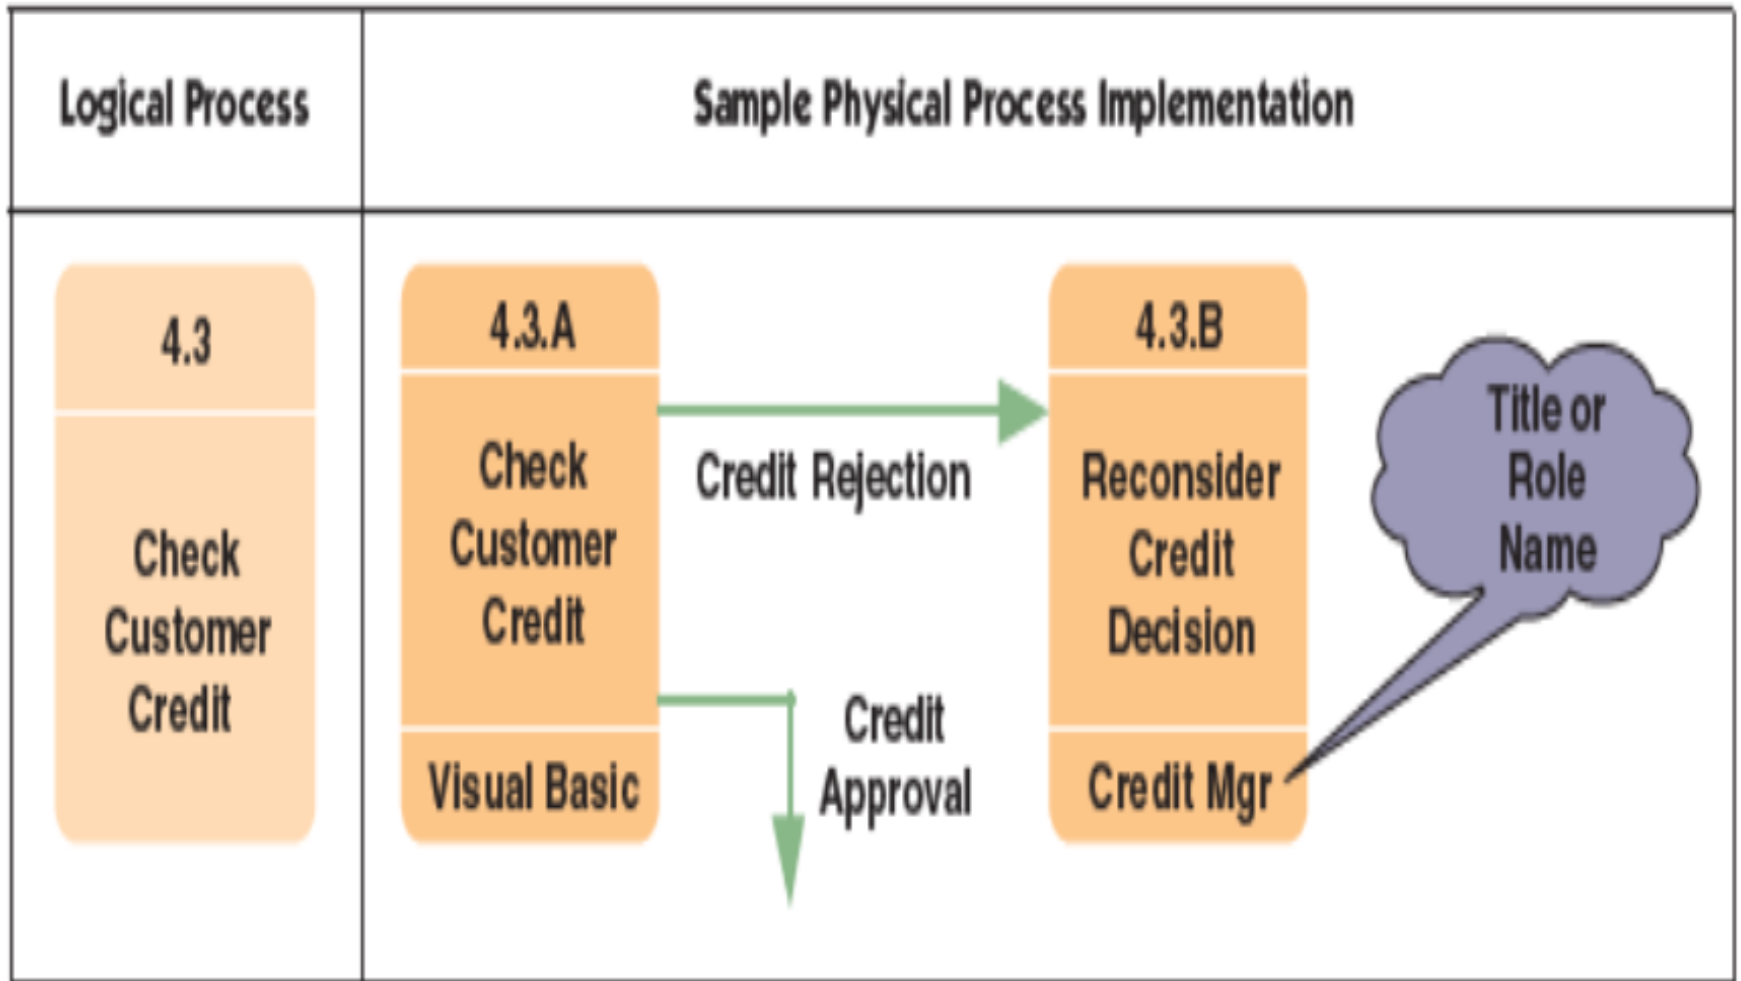 Logical Process
Sample Physical Process Implementation
4.3
Check
Customer
Credit
4.3.A
Check
Customer
Credit
Visual Basic
Credit Rejection
Credit
Approval
4.3.B
Reconsider
Credit
Decision
Credit Mgr
Title or
Role
Name